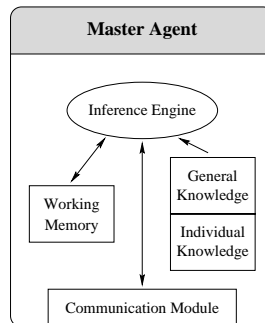 Master Agent
Inference Engine
General
Knowledge
Working
Memory
Individual
Knowledge
Communication Module